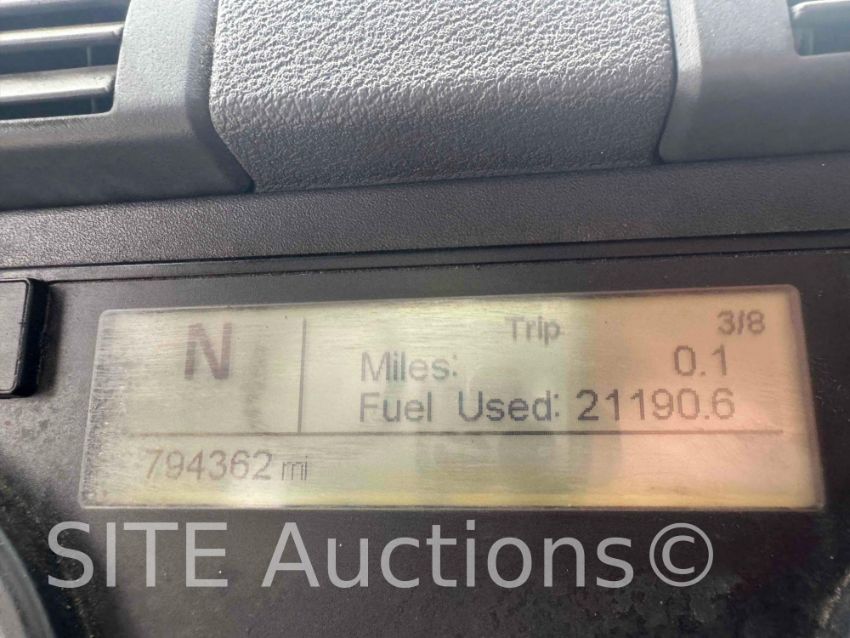 Trip 3/8
N Miles: 0.1
Fuel Used: 21190.6
794362 mi
SITE Auctions©